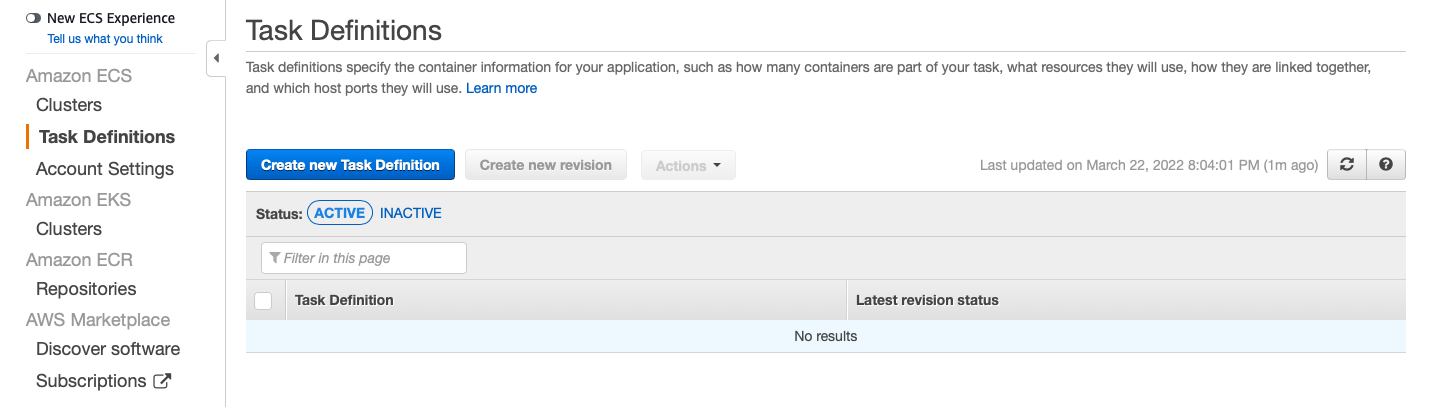 New ECS Experience
Tell us what you think
Amazon ECS
Clusters
Task Definitions
Account Settings
Amazon EKS
Clusters
Amazon ECR
Repositories
AWS Marketplace
Discover software
Subscriptions
Task Definitions
Task definitions specify the container information for your application, such as how many containers are part of your task, what resources they will use, how they are linked together,
and which host ports they will use. Learn more
Create new Task Definition Create new revision Actions Last updated on March 22, 2022 8:04:01 PM (1m ago)
Status: ACTIVE INACTIVE
Filter in this page
Task Definition Latest revision status
No results